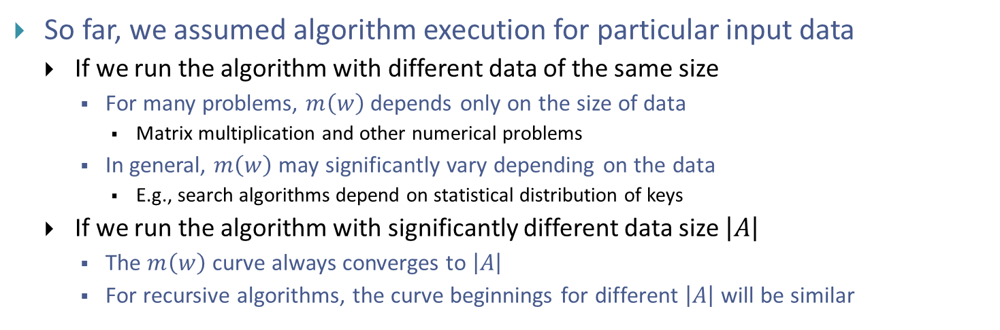 So far, we assumed algorithm execution for particular input data
If we run the algorithm with different data of the same size
For many problems, m(w) depends only on the size of data
Matrix multiplication and other numerical problems
In general, m(w) may significantly vary depending on the data
E.g., search algorithms depend on statistical distribution of keys
If we run the algorithm with significantly different data size |A|
The m(w) curve always converges to |A|
For recursive algorithms, the curve beginnings for different |A| will be similar